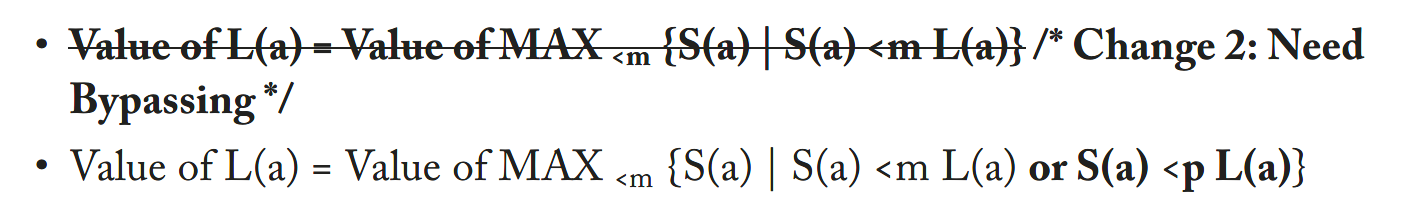 • Value of L(a) = Value of MAX <m {S(a) | S(a) <m L(a)} /* Change 2: Need
Bypassing */
• Value of L(a) = Value of MAX <m {S(a) | S(a) <m L(a) or S(a) <p L(a)}